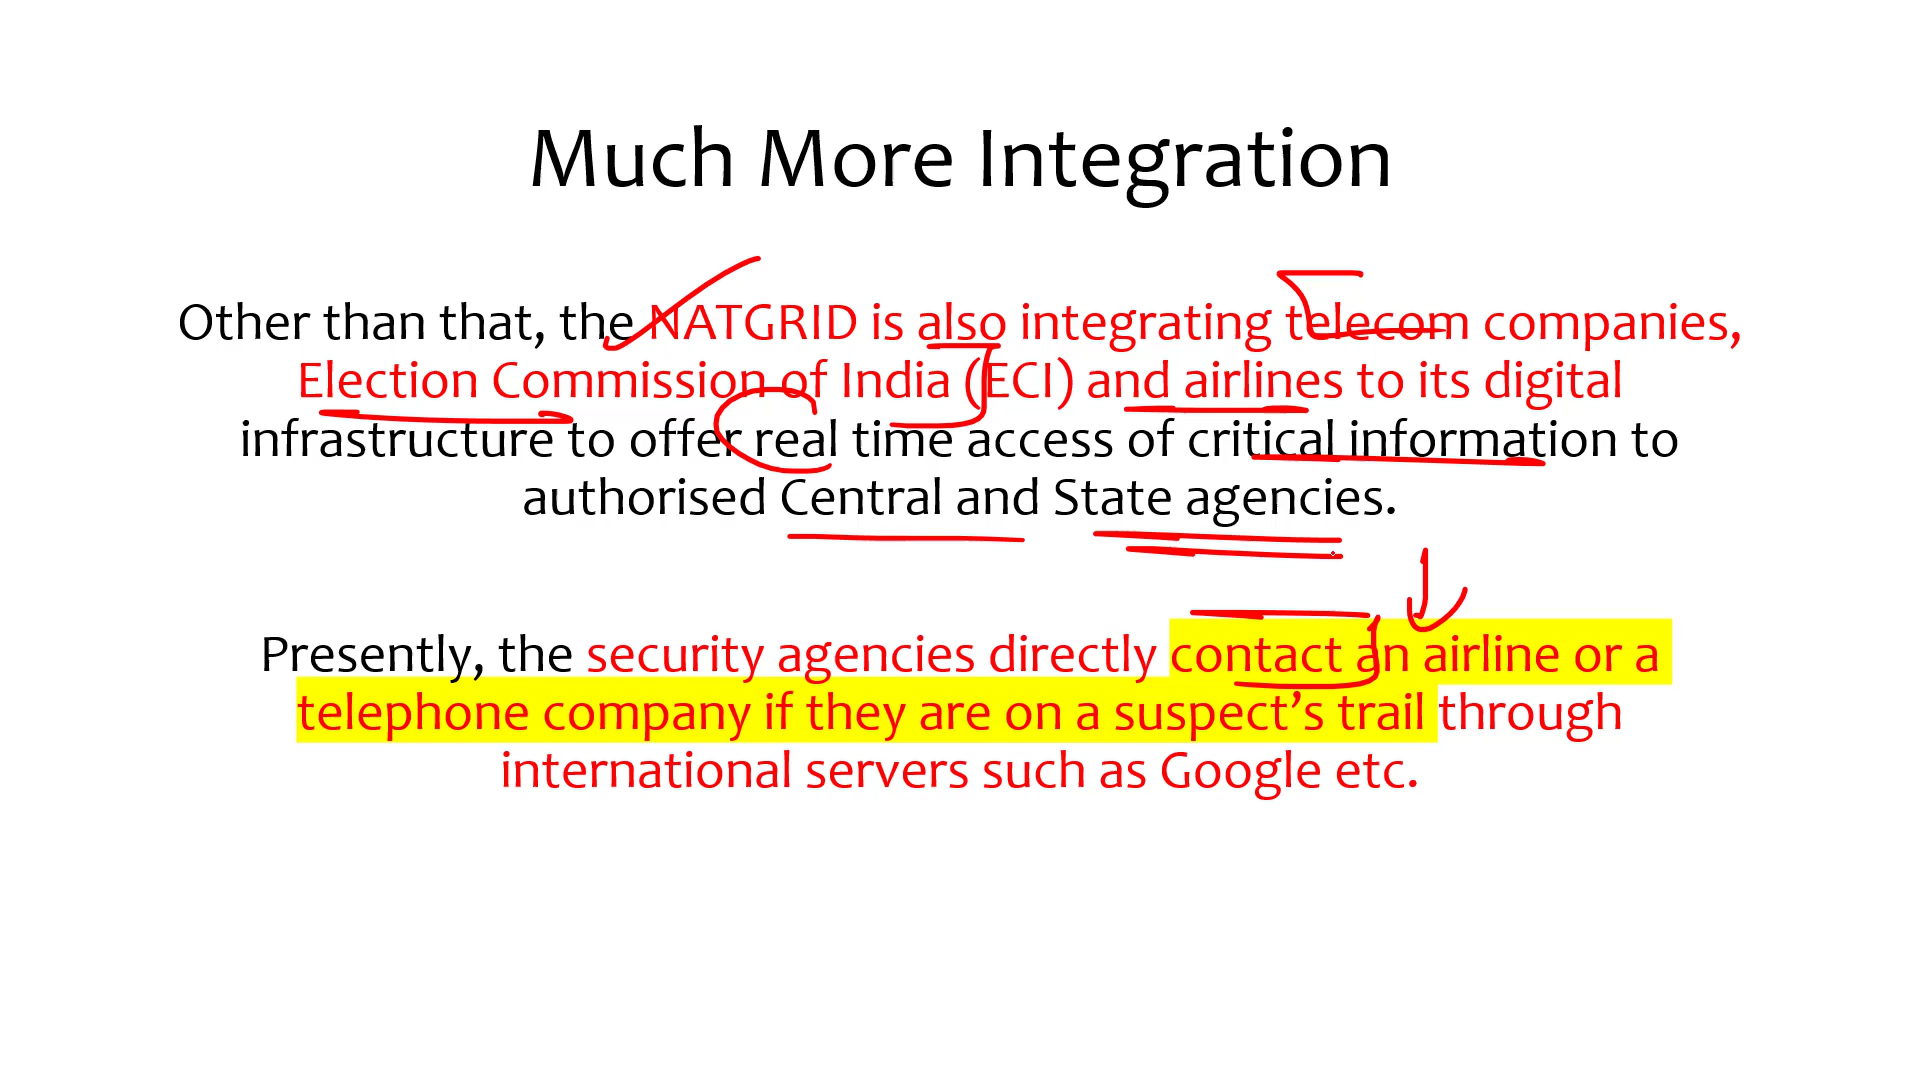 Much More Integration
Other than that, the NATGRID is also integrating telecom companies,
Election Commission of India (ECI) and airlines to its digital
infrastructure to offer real time access of critical information to
authorised Central and State agencies.
Presently, the security agencies directly contact an airline or a
telephone company if they are on a suspect’s trail through
international servers such as Google etc.